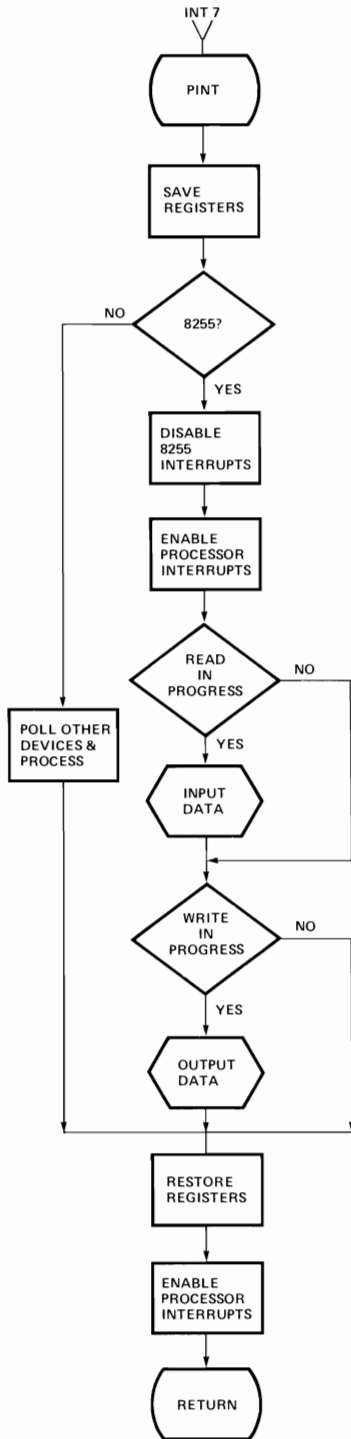 INT 7
PINT
SAVE
REGISTERS
NO
8255?
YES
DISABLE
8255
INTERRUPTS
ENABLE
PROCESSOR
INTERRUPTS
READ
IN
PROGRESS
NO
YES
POLL OTHER
DEVICES &
PROCESS
INPUT
DATA
WRITE
IN
PROGRESS
NO
YES
OUTPUT
DATA
RESTORE
REGISTERS
ENABLE
PROCESSOR
INTERRUPTS
RETURN